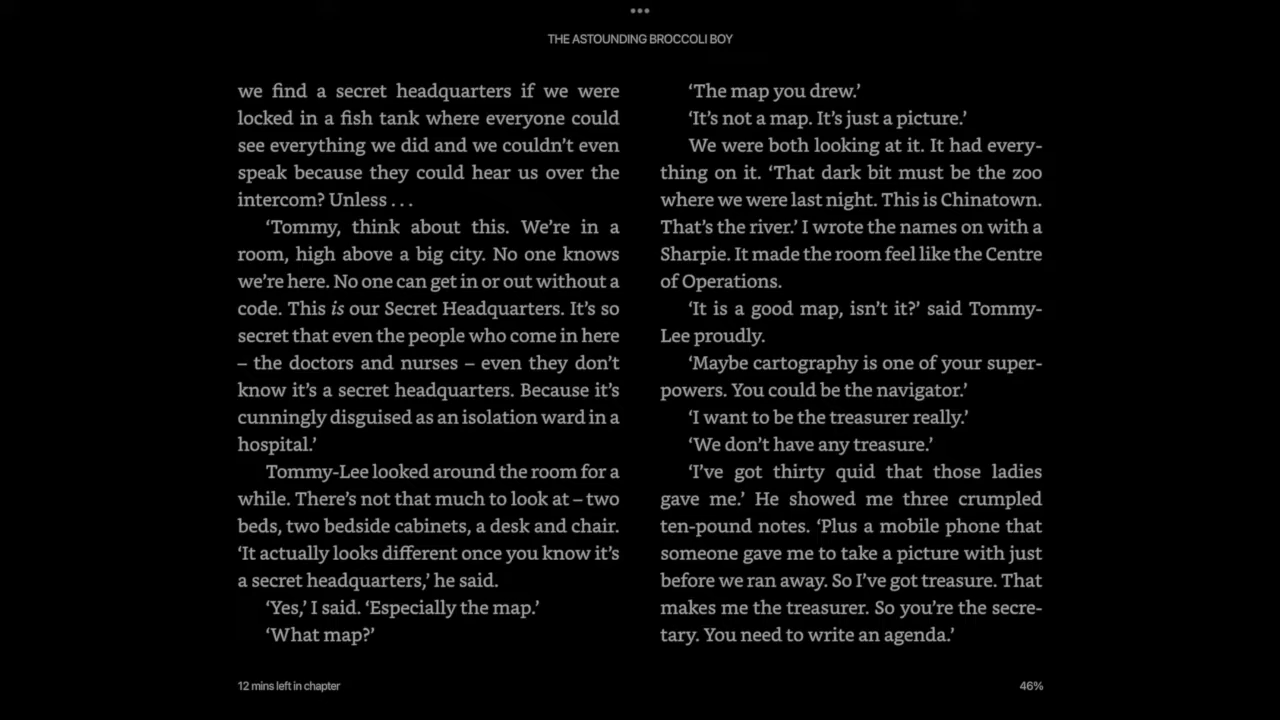 THE ASTOUNDING BROCCOLI BOY
we find a secret headquarters if we were
locked in a fish tank where everyone could
see everything we did and we couldn’t even
speak because they could hear us over the
intercom? Unless . . .
‘Tommy, think about this. We’re in a
room, high above a big city. No one knows
we’re here. No one can get in or out without a
code. This is our Secret Headquarters. It’s so
secret that even the people who come in here
– the doctors and nurses – even they don’t
know it’s a secret headquarters. Because it’s
cunningly disguised as an isolation ward in a
hospital.’
Tommy-Lee looked around the room for a
while. There’s not that much to look at – two
beds, two bedside cabinets, a desk and chair.
‘It actually looks different once you know it’s
a secret headquarters,’ he said.
‘Yes,’ I said. ‘Especially the map.’
‘What map?’
‘The map you drew.’
‘It’s not a map. It’s just a picture.’
We were both looking at it. It had every-
thing on it. ‘That dark bit must be the zoo
where we were last night. This is Chinatown.
That’s the river.’ I wrote the names on with a
Sharpie. It made the room feel like the Centre
of Operations.
‘It is a good map, isn’t it?’ said Tommy-
Lee proudly.
‘Maybe cartography is one of your super-
powers. You could be the navigator.’
‘I want to be the treasurer really.’
‘We don’t have any treasure.’
‘I’ve got thirty quid that those ladies
gave me.’ He showed me three crumpled
ten-pound notes. ‘Plus a mobile phone that
someone gave me to take a picture with just
before we ran away. So I’ve got treasure. That
makes me the treasurer. So you’re the secre-
tary. You need to write an agenda.’
12 mins left in chapter
46%